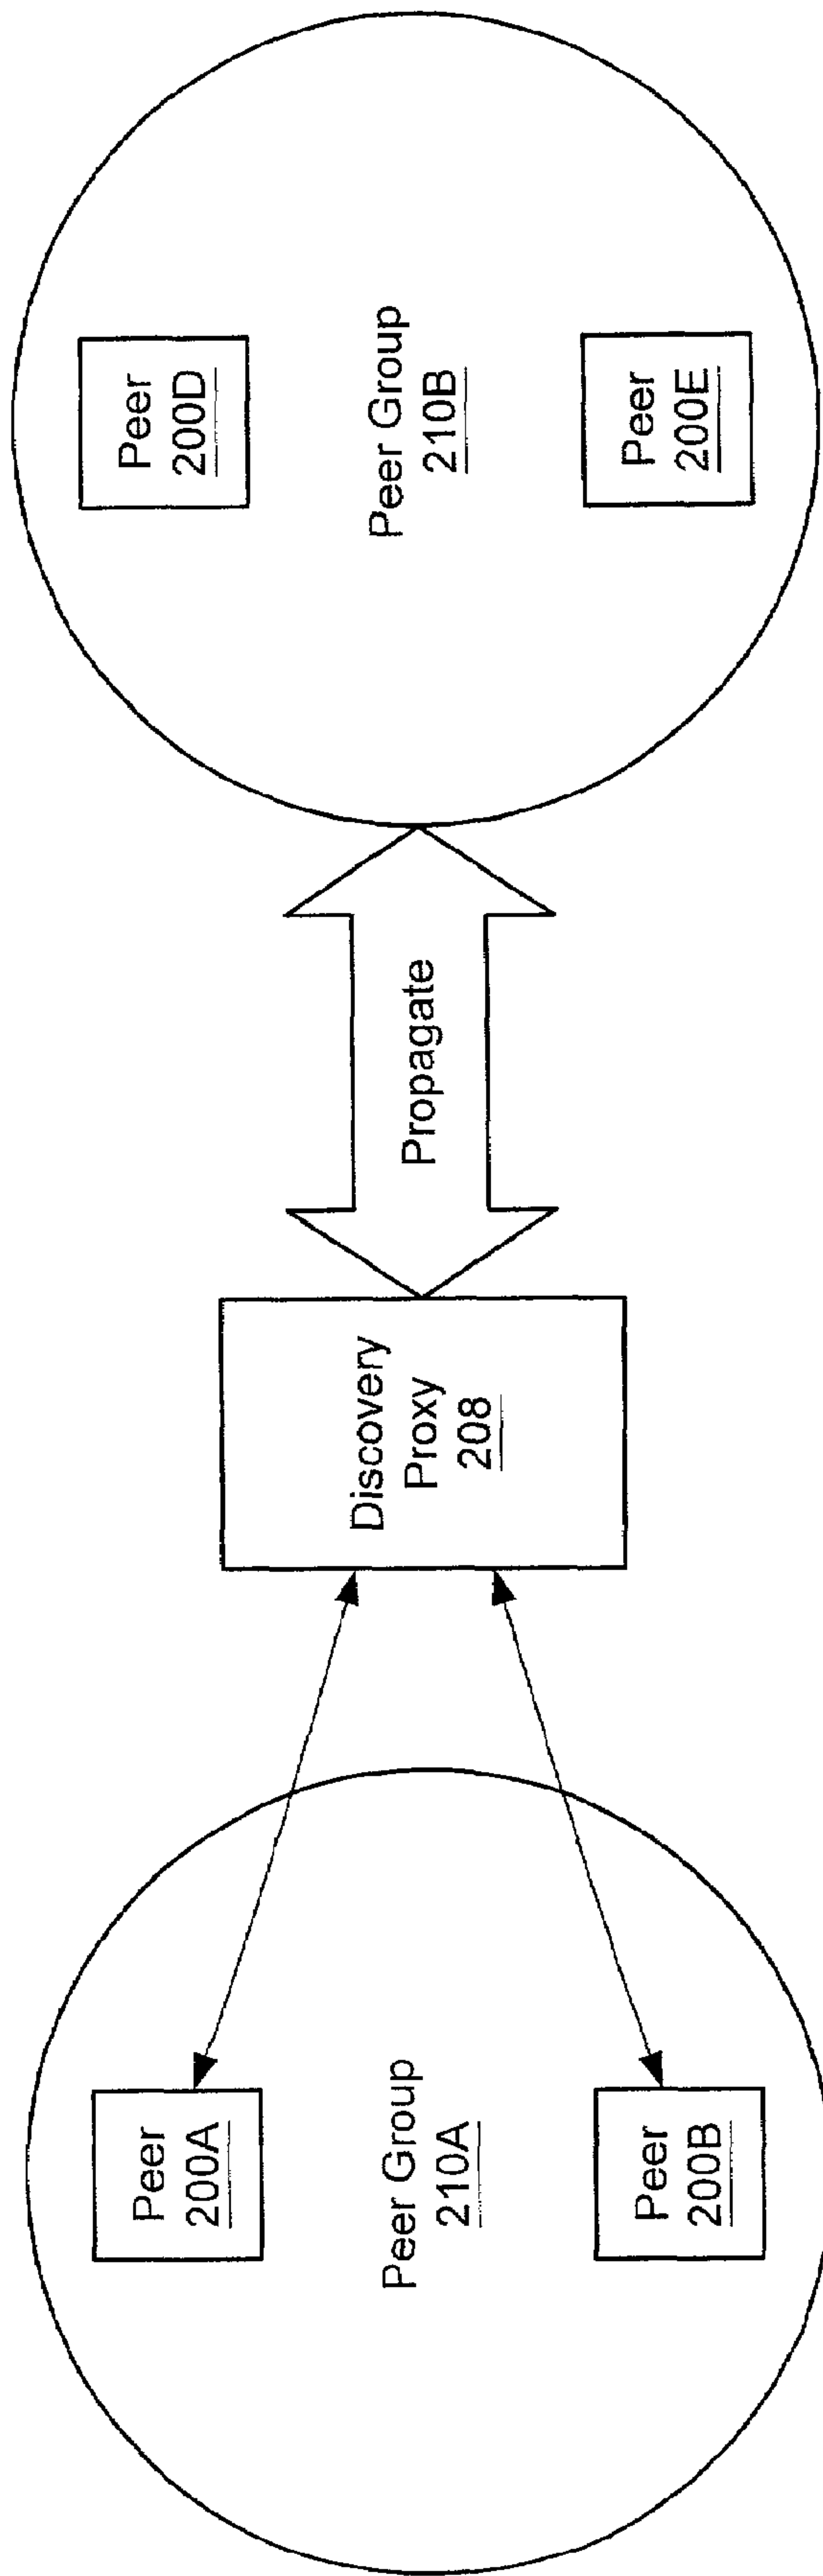 Peer
200A
Peer Group
210A
Peer
200B
Discovery
Proxy
208
Propagate
Peer
200D
Peer Group
210B
Peer
200E